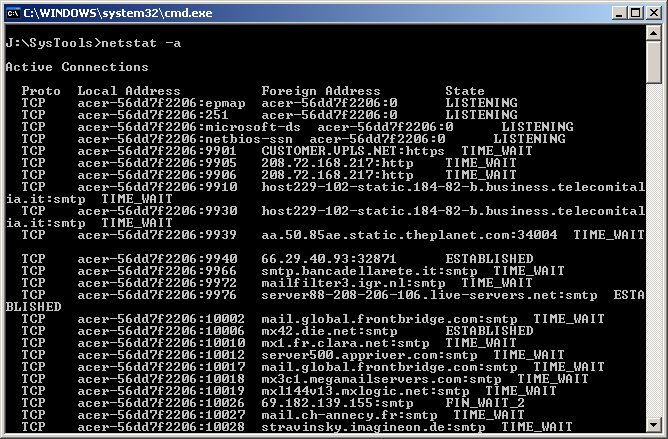 C:\WINDOWS\system32\cmd.exe
J:\SysTools>netstat -a
Active Connections
Proto  Local Address          Foreign Address        State
TCP    acer-56dd7f2206:epmap  acer-56dd7f2206:0      LISTENING
TCP    acer-56dd7f2206:251    acer-56dd7f2206:0      LISTENING
TCP    acer-56dd7f2206:microsoft-ds  acer-56dd7f2206:0      LISTENING
TCP    acer-56dd7f2206:netbios-ssn  acer-56dd7f2206:0      LISTENING
TCP    acer-56dd7f2206:9901   CUSTOMER.VPLS.NET:https  TIME_WAIT
TCP    acer-56dd7f2206:9905   208.72.168.217:http    TIME_WAIT
TCP    acer-56dd7f2206:9906   208.72.168.217:http    TIME_WAIT
TCP    acer-56dd7f2206:9910   host229-102-static.184-82-b.business.telecomital
ia.it:smtp  TIME_WAIT
TCP    acer-56dd7f2206:9930   host229-102-static.184-82-b.business.telecomital
ia.it:smtp  TIME_WAIT
TCP    acer-56dd7f2206:9939   aa.50.85ae.static.theplanet.com:34004  TIME_WAIT
TCP    acer-56dd7f2206:9940   66.29.40.93:32871      ESTABLISHED
TCP    acer-56dd7f2206:9966   smtp.bancadellarete.it:smtp  TIME_WAIT
TCP    acer-56dd7f2206:9972   mailfilter3.igr.nl:smtp  TIME_WAIT
TCP    acer-56dd7f2206:9976   server88-208-206-106.live-servers.net:smtp  ESTA
BLISHED
TCP    acer-56dd7f2206:10002  mail.global.frontbridge.com:smtp  TIME_WAIT
TCP    acer-56dd7f2206:10006  mx42.die.net:smtp      ESTABLISHED
TCP    acer-56dd7f2206:10010  mx1.fr.clara.net:smtp  TIME_WAIT
TCP    acer-56dd7f2206:10012  server500.appriver.com:smtp  TIME_WAIT
TCP    acer-56dd7f2206:10017  mail.global.frontbridge.com:smtp  TIME_WAIT
TCP    acer-56dd7f2206:10018  mx3c1.megamailservers.com:smtp  TIME_WAIT
TCP    acer-56dd7f2206:10019  mxl144v13.mxlogic.net:smtp  TIME_WAIT
TCP    acer-56dd7f2206:10026  69.182.139.155:smtp    FIN_WAIT_2
TCP    acer-56dd7f2206:10027  mail.ch-annecy.fr:smtp  TIME_WAIT
TCP    acer-56dd7f2206:10028  stravinsky.imagineon.de:smtp  TIME_WAIT